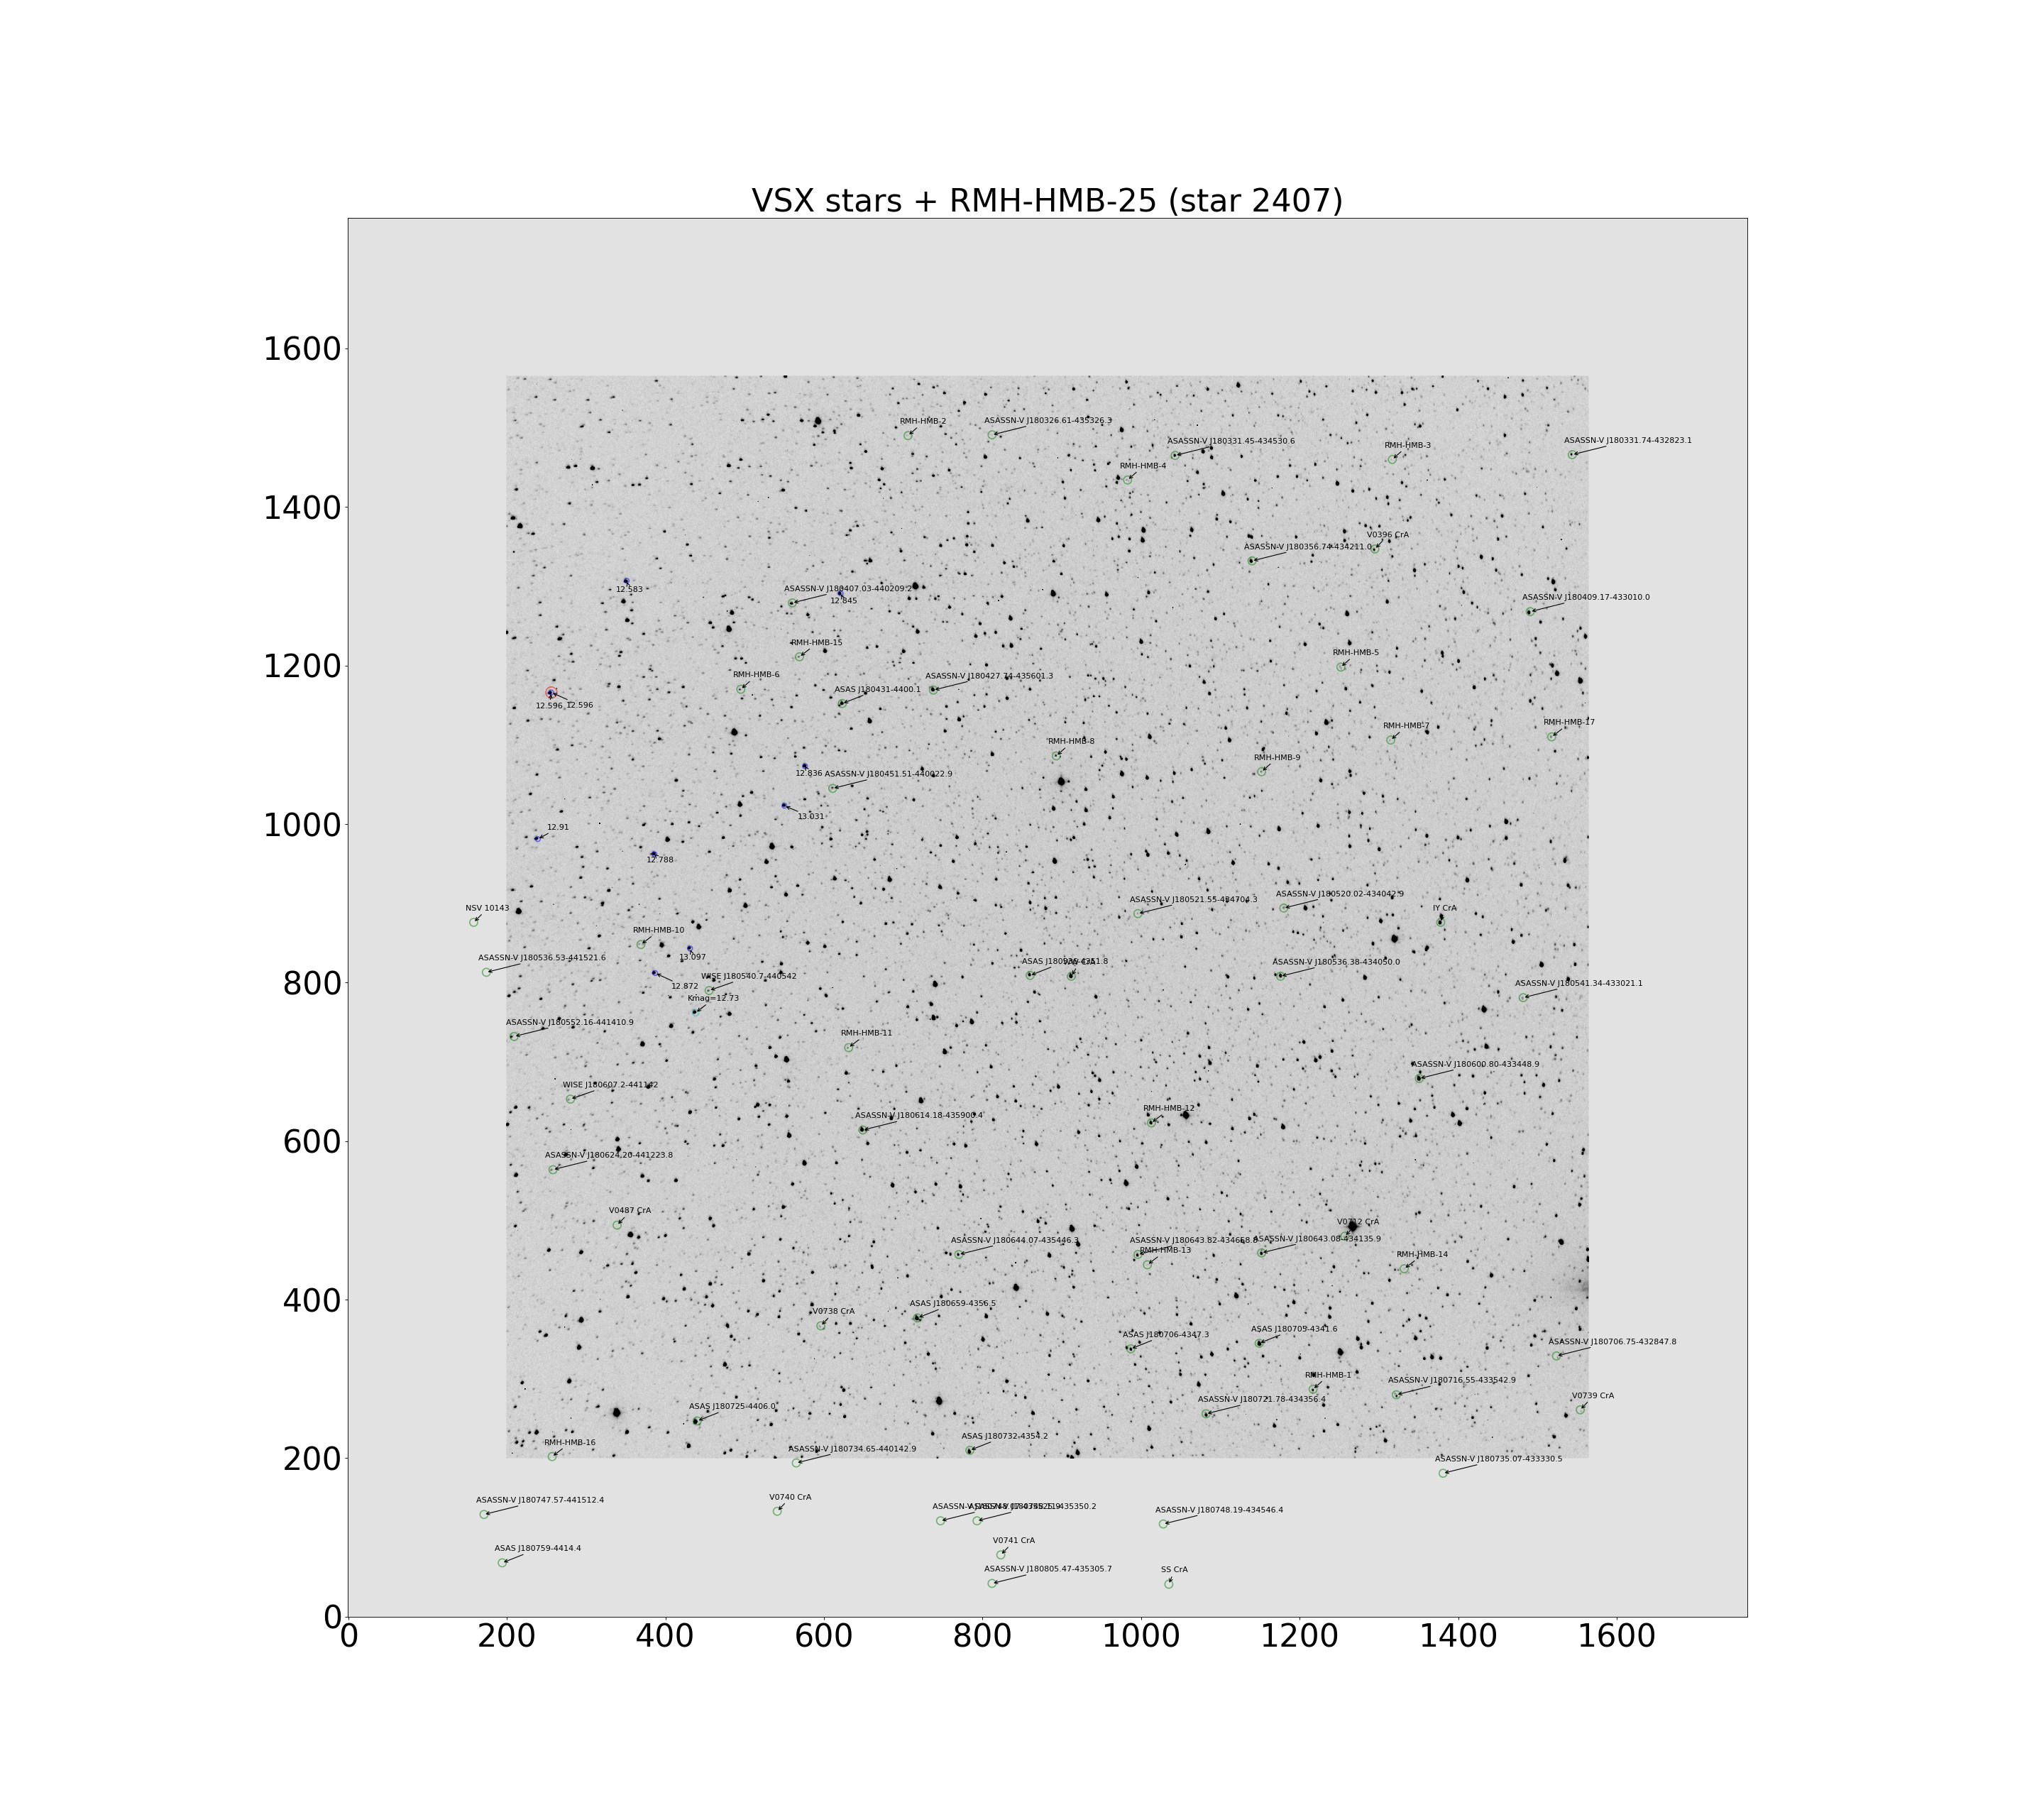 VSX stars + RMH-HMB-25 (star 2407)
1600
RMH-HMB-2
ASASSN-V J180326.61-435326.3
ASASSN-V J180331.45-434530.6
RMH-HMB-3
ASASSN-V J180331.74-432823.1
RMH-HMB-4
1400
V0396 CrA
ASASSN-V J180356.74-434211.0
12.583
ASASSN-V J180407.03-440209.2
12.845
ASASSN-V J180409.17-433010.0
RMH-HMB-15
RMH-HMB-5
1200
RMH-HMB-6
ASASSN-V J180427.74-435601.3
ASAS J180431-4400.1
12.596
12.596
RMH-HMB-17
RMH-HMB-7
RMH-HMB-8
RMH-HMB-9
12.836
ASASSN-V J180451.51-440022.9
13.031
1000
12.91
12.788
ASASSN-V J180520.02-434042.9
ASASSN-V J180521.55-434704.3
NSV 10143
IY CrA
RMH-HMB-10
13.097
ASASSN-V J180536.53-441521.6
ASASSN-V J180536.38-434050.0
800
WISE J180540.7-440542
12.872
ASASSN-V J180541.34-433021.1
Kmag=12.73
ASASSN-V J180552.16-441410.9
RMH-HMB-11
ASASSN-V J180600.80-433448.9
WISE J180607.2-441142
RMH-HMB-12
ASASSN-V J180614.18-435900.4
600
ASASSN-V J180624.20-441223.8
V0487 CrA
ASASSN-V J180644.07-435446.3
ASASSN-V J180643.08-434135.9
RMH-HMB-13
RMH-HMB-14
400
ASAS J180659-4356.5
V0738 CrA
ASAS J180706-4347.3
ASAS J180709-4341.6
ASASSN-V J180706.75-432847.8
RMH-HMB-1
ASASSN-V J180716.55-433542.9
V0739 CrA
ASASSN-V J180721.78-434356.4
ASAS J180725-4406.0
ASAS J180732-4354.2
RMH-HMB-16
ASASSN-V J180734.65-440142.9
200
ASASSN-V J180735.07-433330.5
V0740 CrA
ASASSN-V J180747.57-441512.4
ASASSN-V J180748.19-434546.4
V0741 CrA
ASAS J180759-4414.4
ASASSN-V J180805.47-435305.7
SS CrA
0
0 200 400 600 800 1000 1200 1400 1600